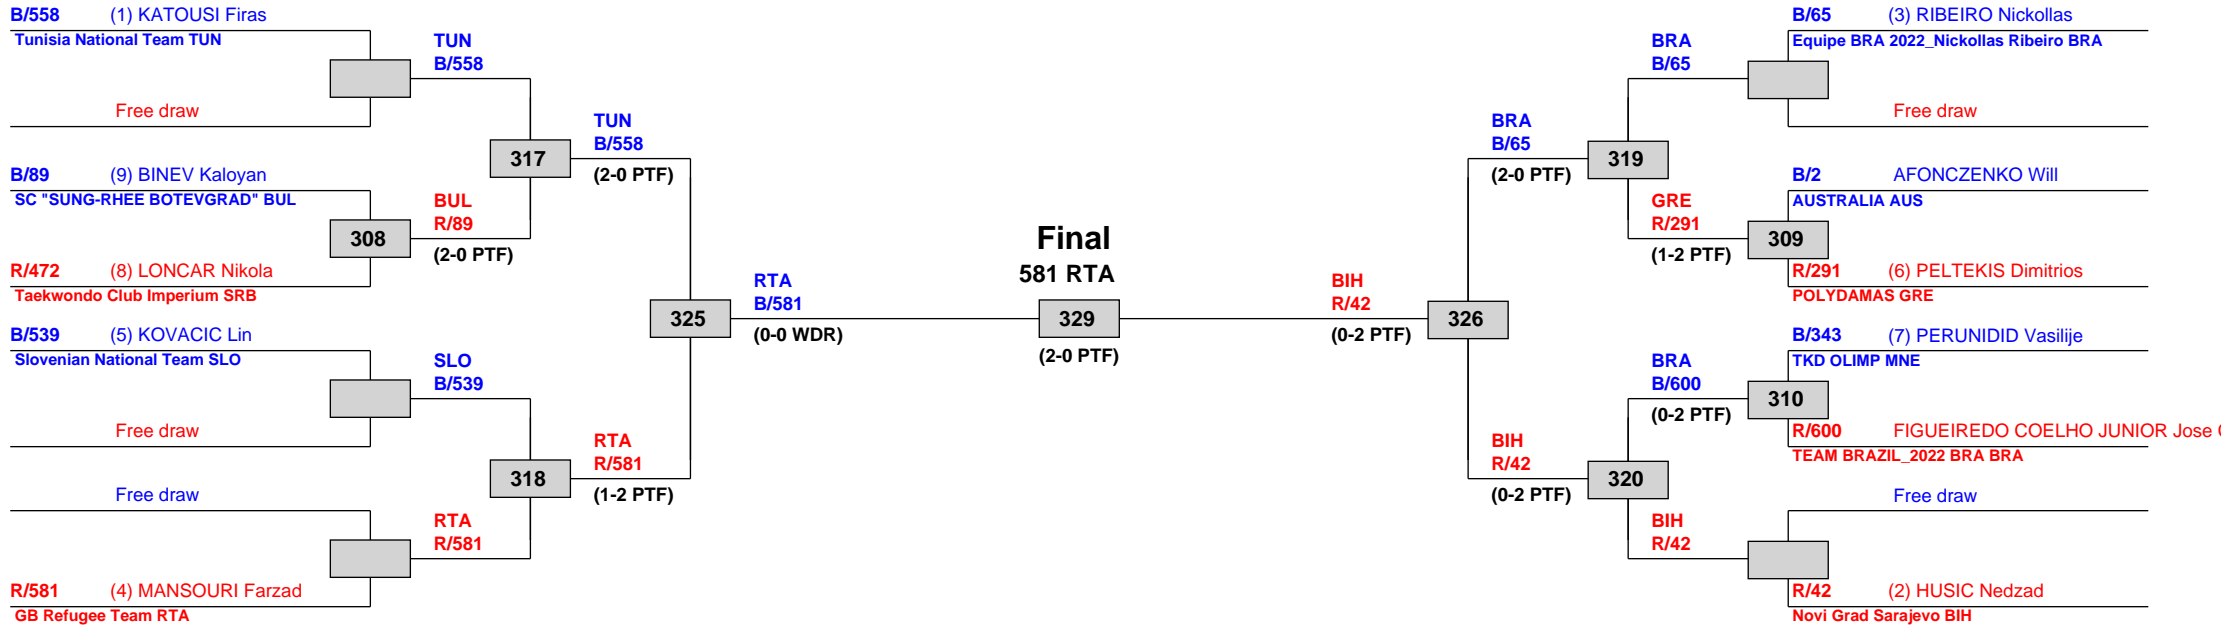 B/558 (1) KATOUSI Firas
Tunisia National Team TUN
Free draw
B/89 (9) BINEV Kaloyan
SC "SUNG-RHEE BOTEVGRAD" BUL
R/472 (8) LONCAR Nikola
Taekwondo Club Imperium SRB
B/539 (5) KOVACIC Lin
Slovenian National Team SLO
Free draw
Free draw
R/581 (4) MANSOURI Farzad
GB Refugee Team RTA
308
TUN
B/558
BUL
R/89
(2-0 PTF)
SLO
B/539
RTA
R/581
317
318
TUN
B/558
(2-0 PTF)
RTA
R/581
(1-2 PTF)
325
RTA
B/581
(0-0 WDR)
Final
581 RTA
329
(2-0 PTF)
BIH
R/42
(0-2 PTF)
326
BRA
B/65
(2-0 PTF)
BIH
R/42
(0-2 PTF)
319
320
BRA
B/65
GRE
R/291
(1-2 PTF)
BRA
B/600
(0-2 PTF)
BIH
R/42
309
310
B/65 (3) RIBEIRO Nickollas
Equipe BRA 2022_Nickollas Ribeiro BRA
Free draw
B/2 AFONCZENKO Will
AUSTRALIA AUS
R/291 (6) PELTEKIS Dimitrios
POLYDAMAS GRE
B/343 (7) PERUNIDID Vasilije
TKD OLIMP MNE
R/600 FIGUEIREDO COELHO JUNIOR Jose (
TEAM BRAZIL_2022 BRA BRA
Free draw
R/42 (2) HUSIC Nedzad
Novi Grad Sarajevo BIH